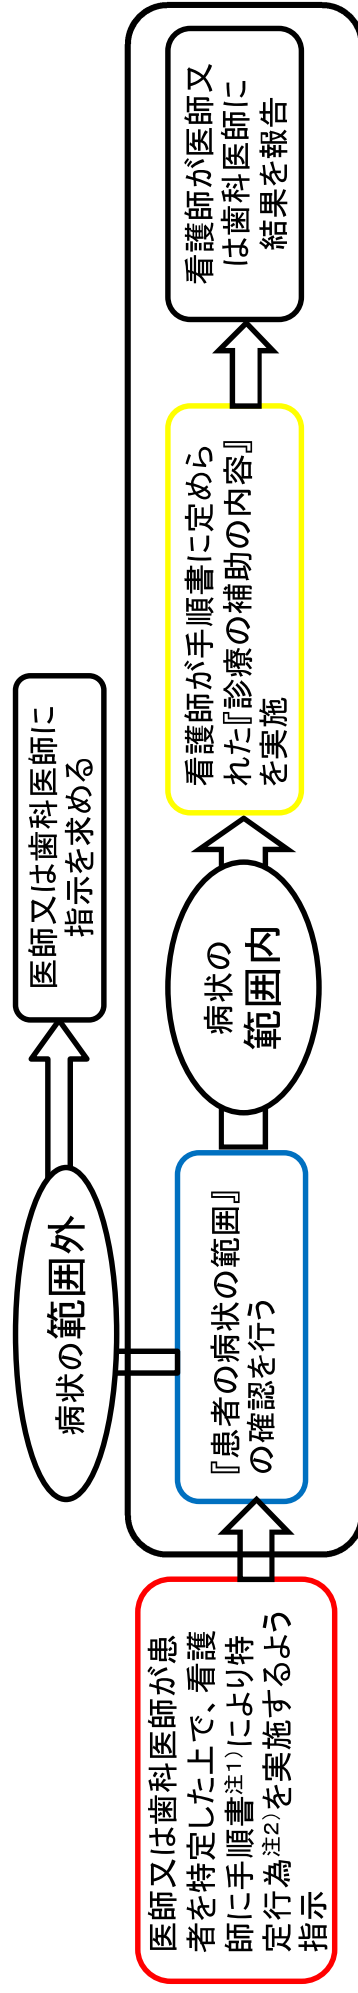 医師又は歯科医師が患
者を特定した上で、看護
師に手順書注1)により特
定行為注2)を実施するよう
指示
病状の範囲外
医師又は歯科医師に
指示を求める
『患者の病状の範囲』
の確認を行う
病状の
範囲内
看護師が手順書に定めら
れた『診療の補助の内容』
を実施
看護師が医師又
は歯科医師に
結果を報告